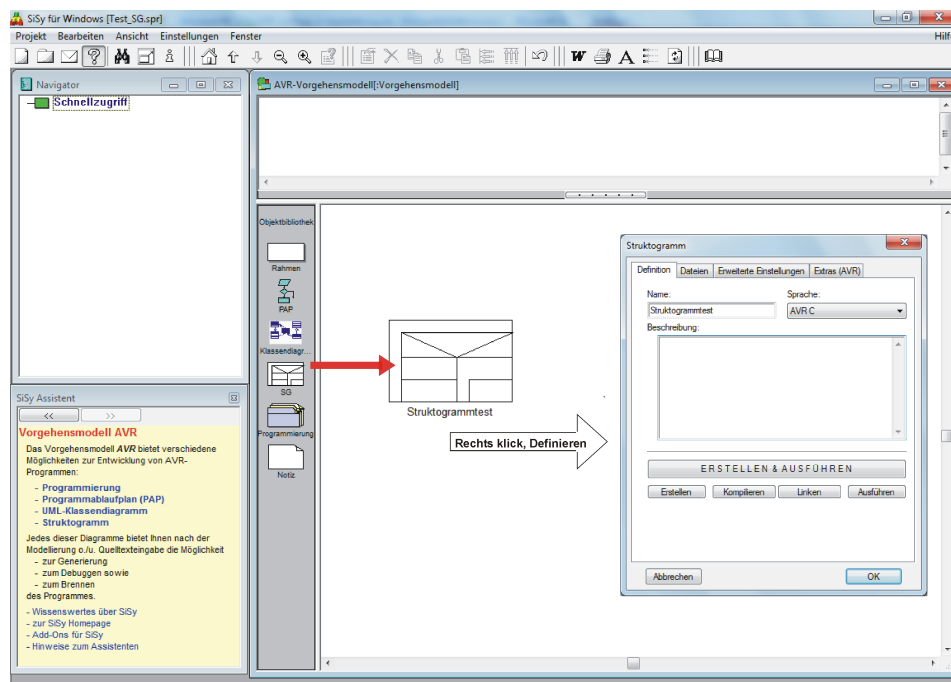 SiSy für Windows [Test_SG.spr]
Projekt Bearbeiten Ansicht Einstellungen Fenster Hilf
Navigator
Schnellzugriff
AVR-Vorgehensmodell[:Vorgehensmodell]
Objektbibliothek
Rahmen
PAP
Klassendiagr...
SG
Programmierung
Notiz
Struktogrammtest
Rechts klick, Definieren
Struktogramm
Definition Dateien Erweiterte Einstellungen Extras (AVR)
Name: Sprache:
Struktogrammtest AVR C
Beschreibung:
ERSTELLEN & AUSFÜHREN
Erstellen Kompilieren Linken Ausführen
Abbrechen OK
SiSy Assistent
<< >>
Vorgehensmodell AVR
Das Vorgehensmodell AVR bietet verschiedene
Möglichkeiten zur Entwicklung von AVR-
Programmen:
- Programmierung
- Programmablaufplan (PAP)
- UML-Klassendiagramm
- Struktogramm
Jedes dieser Diagramme bietet Ihnen nach der
Modellierung o./u. Quelltexteingabe die Möglichkeit
- zur Generierung
- zum Debuggen sowie
- zum Brennen
des Programmes.
- Wissenswertes über SiSy
- zur SiSy Homepage
- Add-Ons für SiSy
- Hinweise zum Assistenten